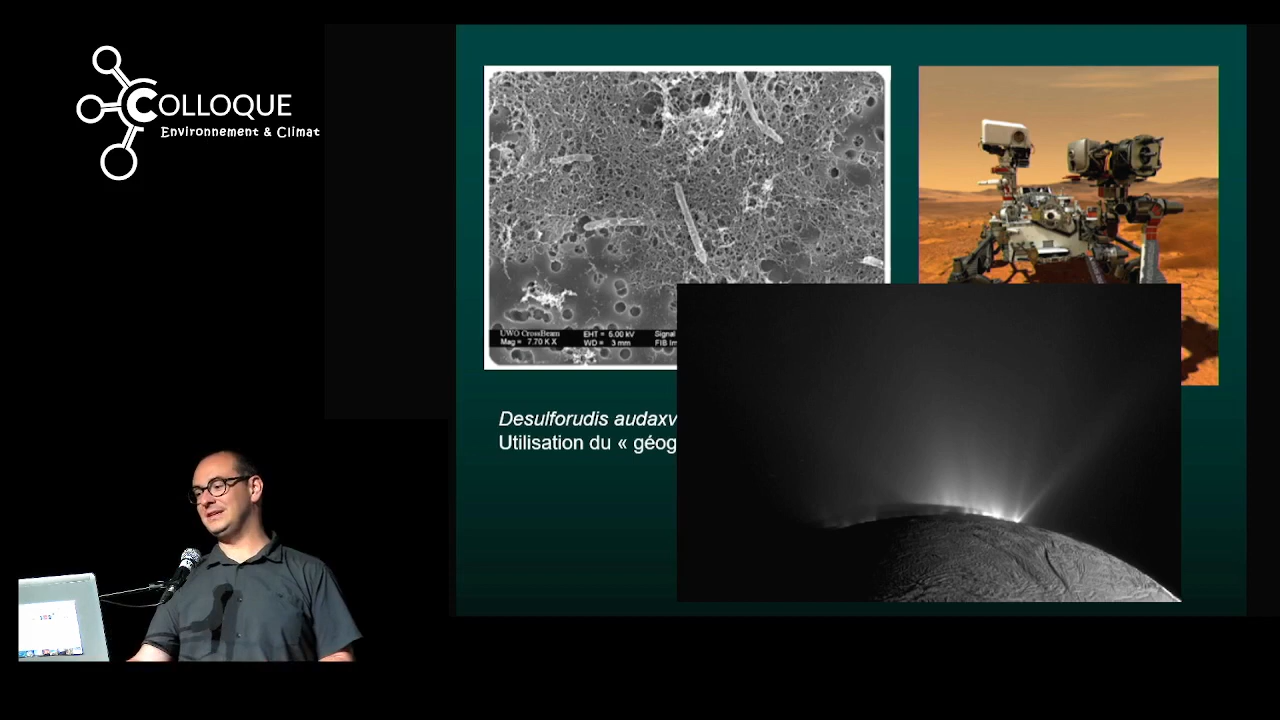 COLLOQUE
Environnement & Climat
UWO CrossBeam
Mag = 7.70 K X
EHT = 5.00 kV
WD = 3 mm
Signal
FIB Im
Desulforudis audaxv
Utilisation du « géog